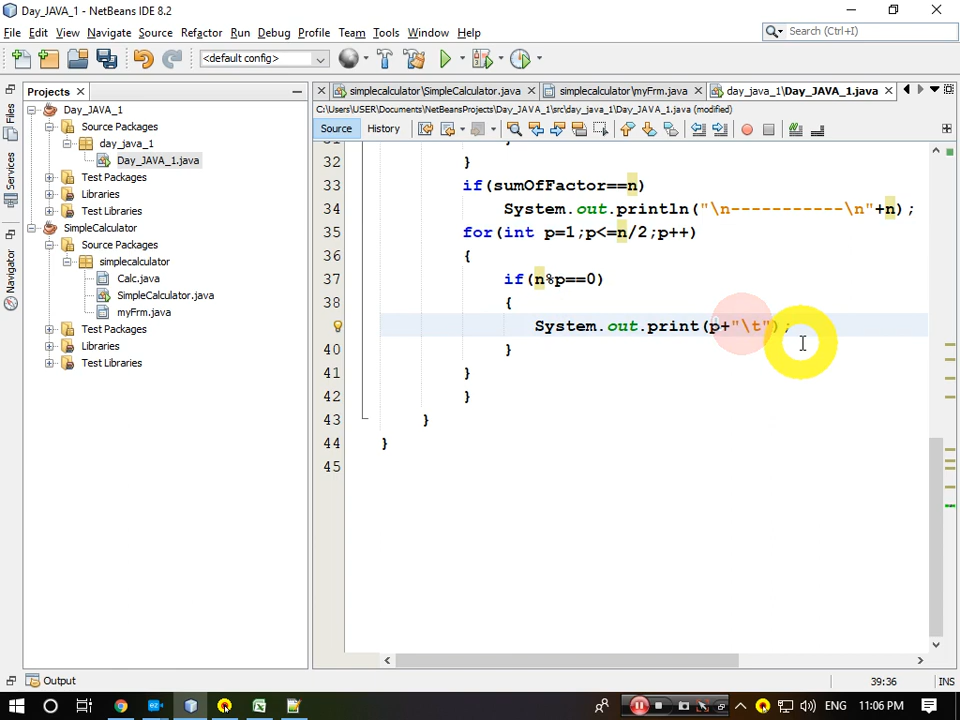 Day_JAVA_1 - NetBeans IDE 8.2
File Edit View Navigate Source Refactor Run Debug Profile Team Tools Window Help
Search (Ctrl+I)
<default config>
Projects
simplecalculator\SimpleCalculator.java
simplecalculator\myFrm.java
day_java_1\Day_JAVA_1.java
C:\Users\USER\Documents\NetBeansProjects\Day_JAVA_1\src\day_java_1\Day_JAVA_1.java (modified)
Source History
Files
Services
Navigator
Day_JAVA_1
Source Packages
day_java_1
Day_JAVA_1.java
Test Packages
Libraries
Test Libraries
SimpleCalculator
Source Packages
simplecalculator
Calc.java
SimpleCalculator.java
myFrm.java
Test Packages
Libraries
Test Libraries
31 }
32 }
33 if(sumOfFactor==n)
34 System.out.println("\n-----------\n"+n);
35 for(int p=1;p<=n/2;p++)
36 {
37 if(n%p==0)
38 {
System.out.print(p+"\t");
40 }
41 }
42 }
43 }
44 }
45
Output
39:36 INS
ENG 11:06 PM